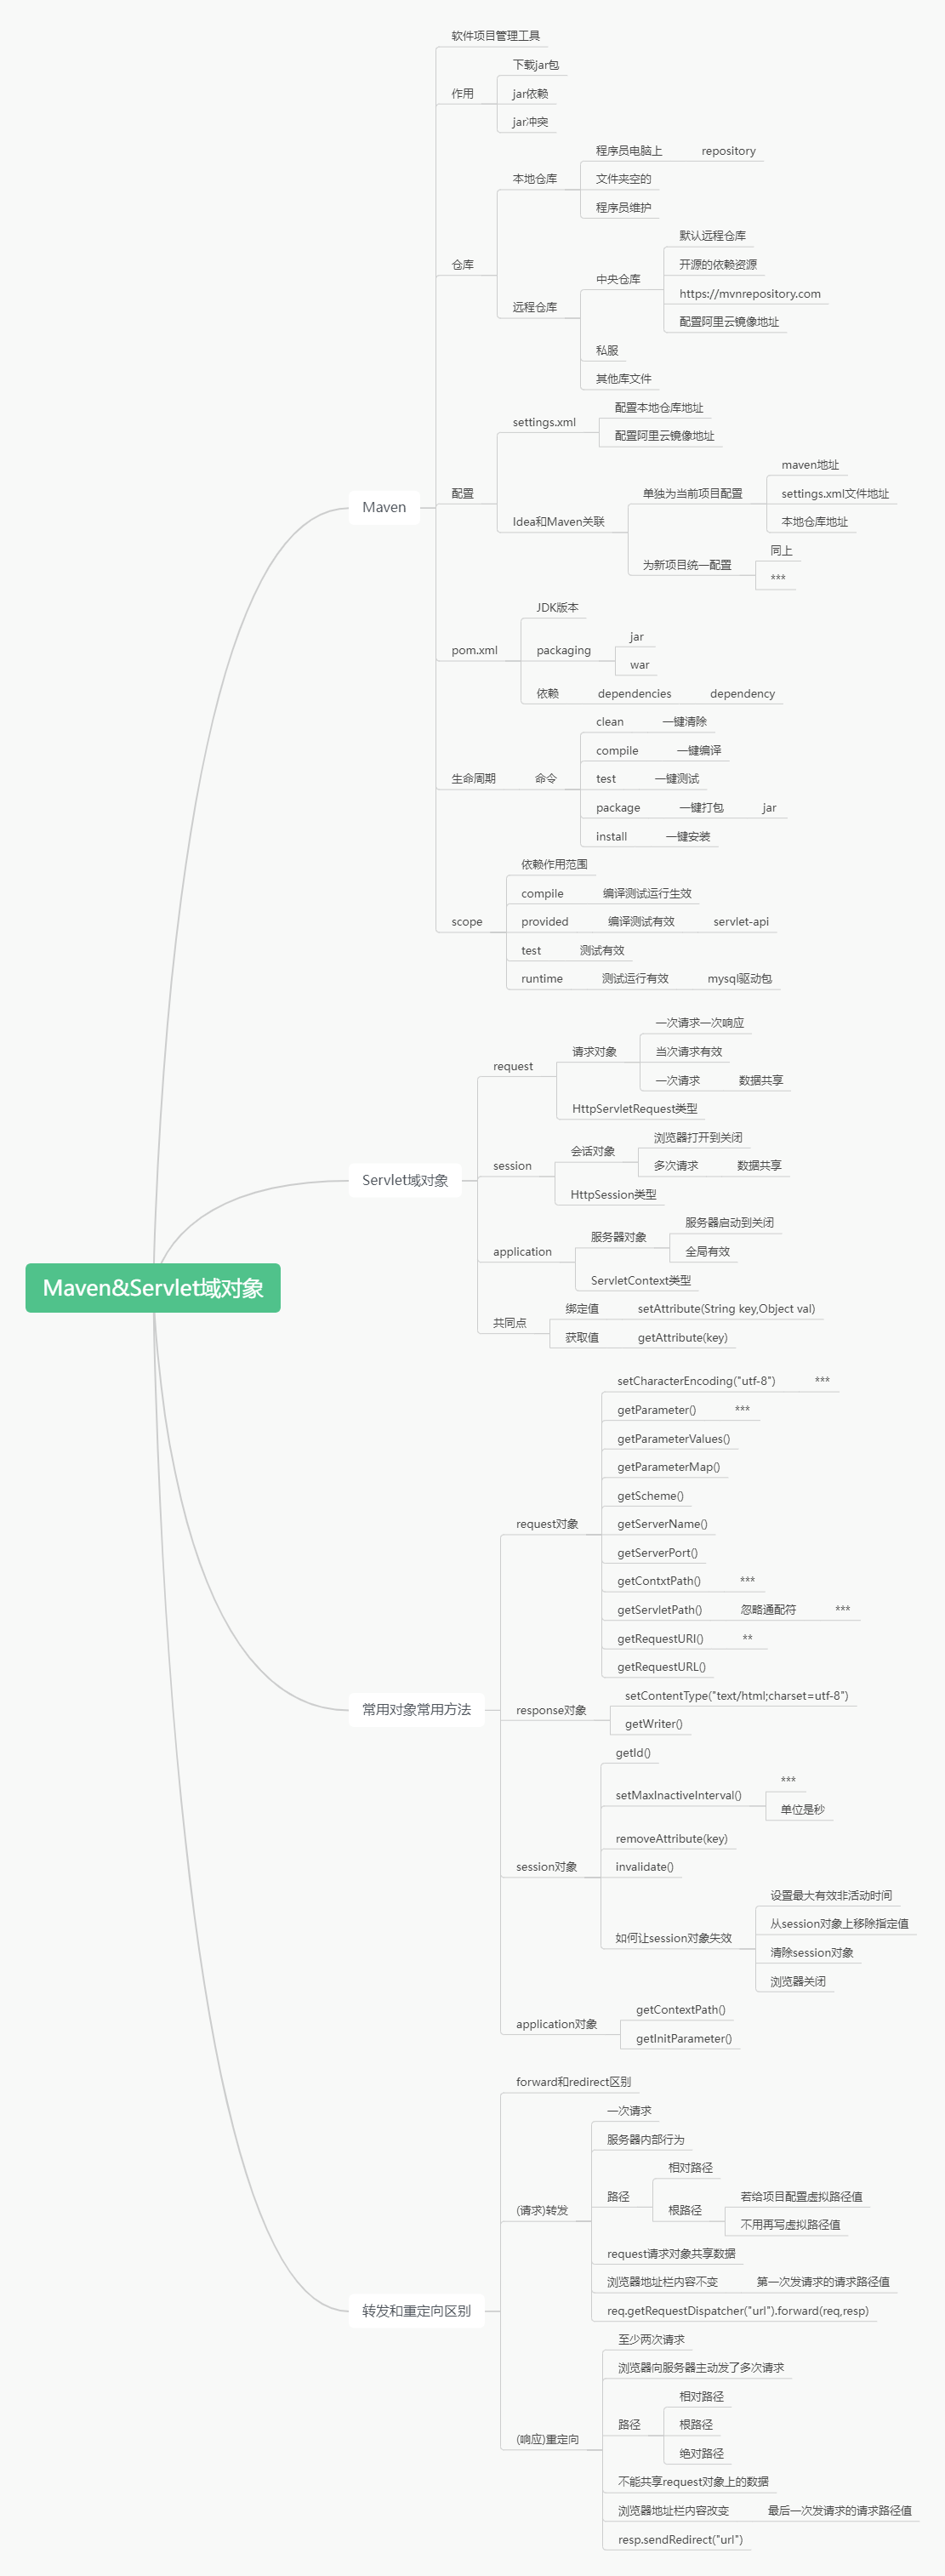 Maven&Servlet域对象
Maven
软件项目管理工具
作用
下载jar包
jar依赖
jar冲突
仓库
本地仓库
程序员电脑上
repository
文件夹空的
程序员维护
远程仓库
中央仓库
默认远程仓库
开源的依赖资源
https://mvnrepository.com
配置阿里云镜像地址
私服
其他库文件
配置
settings.xml
配置本地仓库地址
配置阿里云镜像地址
Idea和Maven关联
单独为当前项目配置
maven地址
settings.xml文件地址
本地仓库地址
为新项目统一配置
同上
***
pom.xml
JDK版本
packaging
jar
war
依赖
dependencies
dependency
生命周期
命令
clean
一键清除
compile
一键编译
test
一键测试
package
一键打包
jar
install
一键安装
scope
依赖作用范围
compile
编译测试运行生效
provided
编译测试有效
servlet-api
test
测试有效
runtime
测试运行有效
mysql驱动包
Servlet域对象
request
请求对象
一次请求一次响应
当次请求有效
一次请求
数据共享
HttpServletRequest类型
session
会话对象
浏览器打开到关闭
多次请求
数据共享
HttpSession类型
application
服务器对象
服务器启动到关闭
全局有效
ServletContext类型
共同点
绑定值
setAttribute(String key,Object val)
获取值
getAttribute(key)
常用对象常用方法
request对象
setCharacterEncoding("utf-8")
***
getParameter()
***
getParameterValues()
getParameterMap()
getScheme()
getServerName()
getServerPort()
getContxtPath()
***
getServletPath()
忽略通配符
***
getRequestURI()
**
getRequestURL()
response对象
setContentType("text/html;charset=utf-8")
getWriter()
session对象
getId()
setMaxInactiveInterval()
***
单位是秒
removeAttribute(key)
invalidate()
如何让session对象失效
设置最大有效非活动时间
从session对象上移除指定值
清除session对象
浏览器关闭
application对象
getContextPath()
getInitParameter()
转发和重定向区别
forward和redirect区别
(请求)转发
一次请求
服务器内部行为
路径
相对路径
根路径
若给项目配置虚拟路径值
不用再写虚拟路径值
request请求对象共享数据
浏览器地址栏内容不变
第一次发请求的请求路径值
req.getRequestDispatcher("url").forward(req,resp)
(响应)重定向
至少两次请求
浏览器向服务器主动发了多次请求
路径
相对路径
根路径
绝对路径
不能共享request对象上的数据
浏览器地址栏内容改变
最后一次发请求的请求路径值
resp.sendRedirect("url")